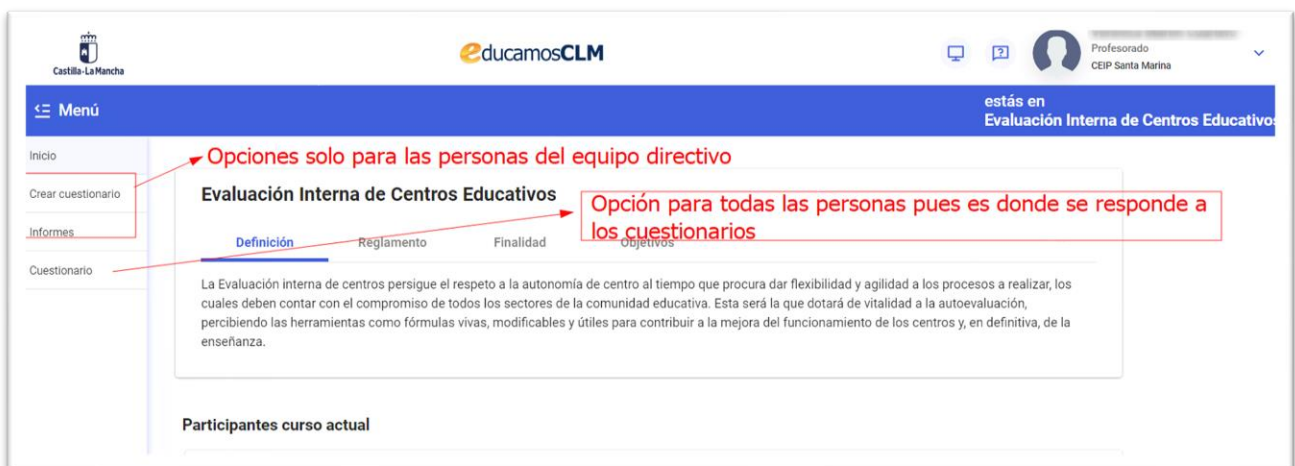 Castilla-La Mancha
educamosCLM
Profesorado
CEIP Santa Marina
Menú
estás en
Evaluación Interna de Centros Educativos
Inicio
Crear cuestionario
Informes
Cuestionario
Opciones solo para las personas del equipo directivo
Evaluación Interna de Centros Educativos
Opción para todas las personas pues es donde se responde a
los cuestionarios
Definición
Reglamento
Finalidad
Objetivos
La Evaluación interna de centros persigue el respeto a la autonomía de centro al tiempo que procura dar flexibilidad y agilidad a los procesos a realizar, los
cuales deben contar con el compromiso de todos los sectores de la comunidad educativa. Esta será la que dotará de vitalidad a la autoevaluación,
percibiendo las herramientas como fórmulas vivas, modificables y útiles para contribuir a la mejora del funcionamiento de los centros y, en definitiva, de la
enseñanza.
Participantes curso actual